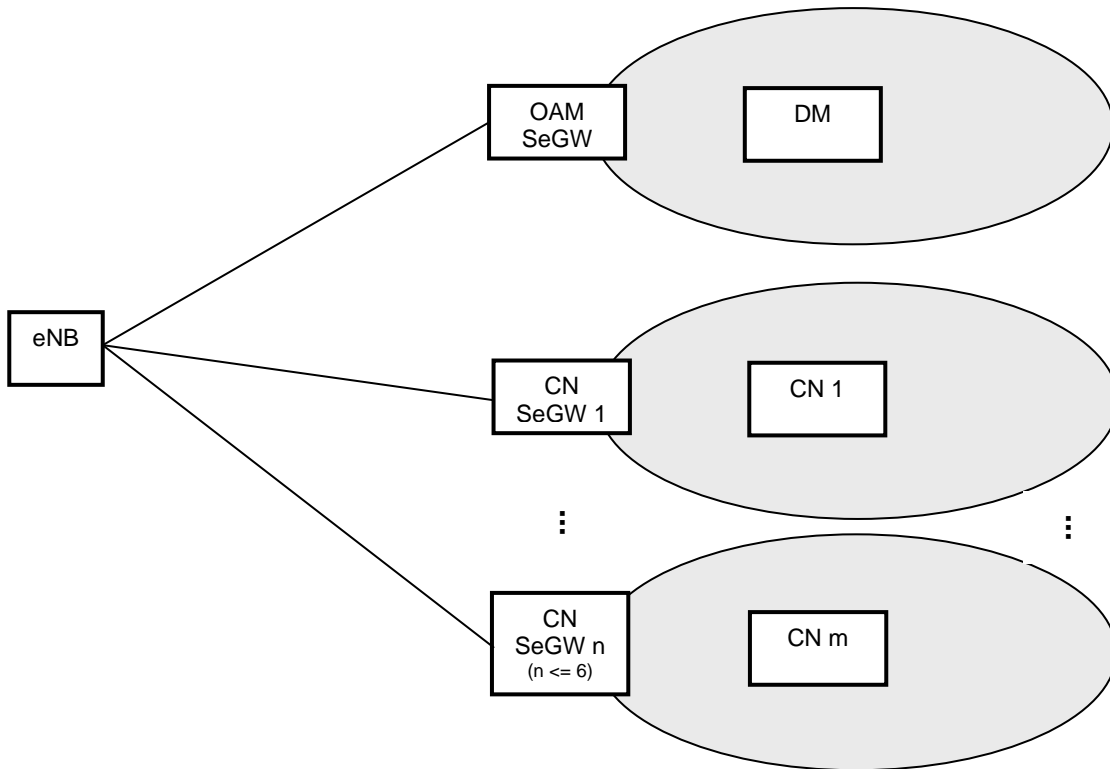 OAM
SeGW
DM
eNB
CN
SeGW 1
CN 1
⋮
⋮
CN
SeGW n
(n <= 6)
CN m